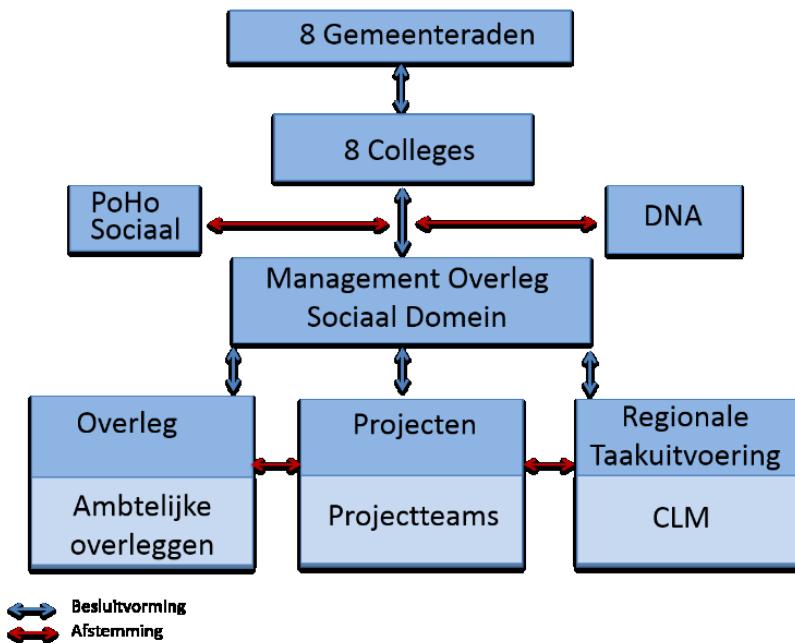 8 Gemeenteraden
8 Colleges
PoHo
Sociaal
DNA
Management Overleg
Sociaal Domein
Overleg
Ambtelijke
overleggen
Projecten
Projectteams
Regionale
Taakuitvoering
CLM
Besluitvorming
Afstemming